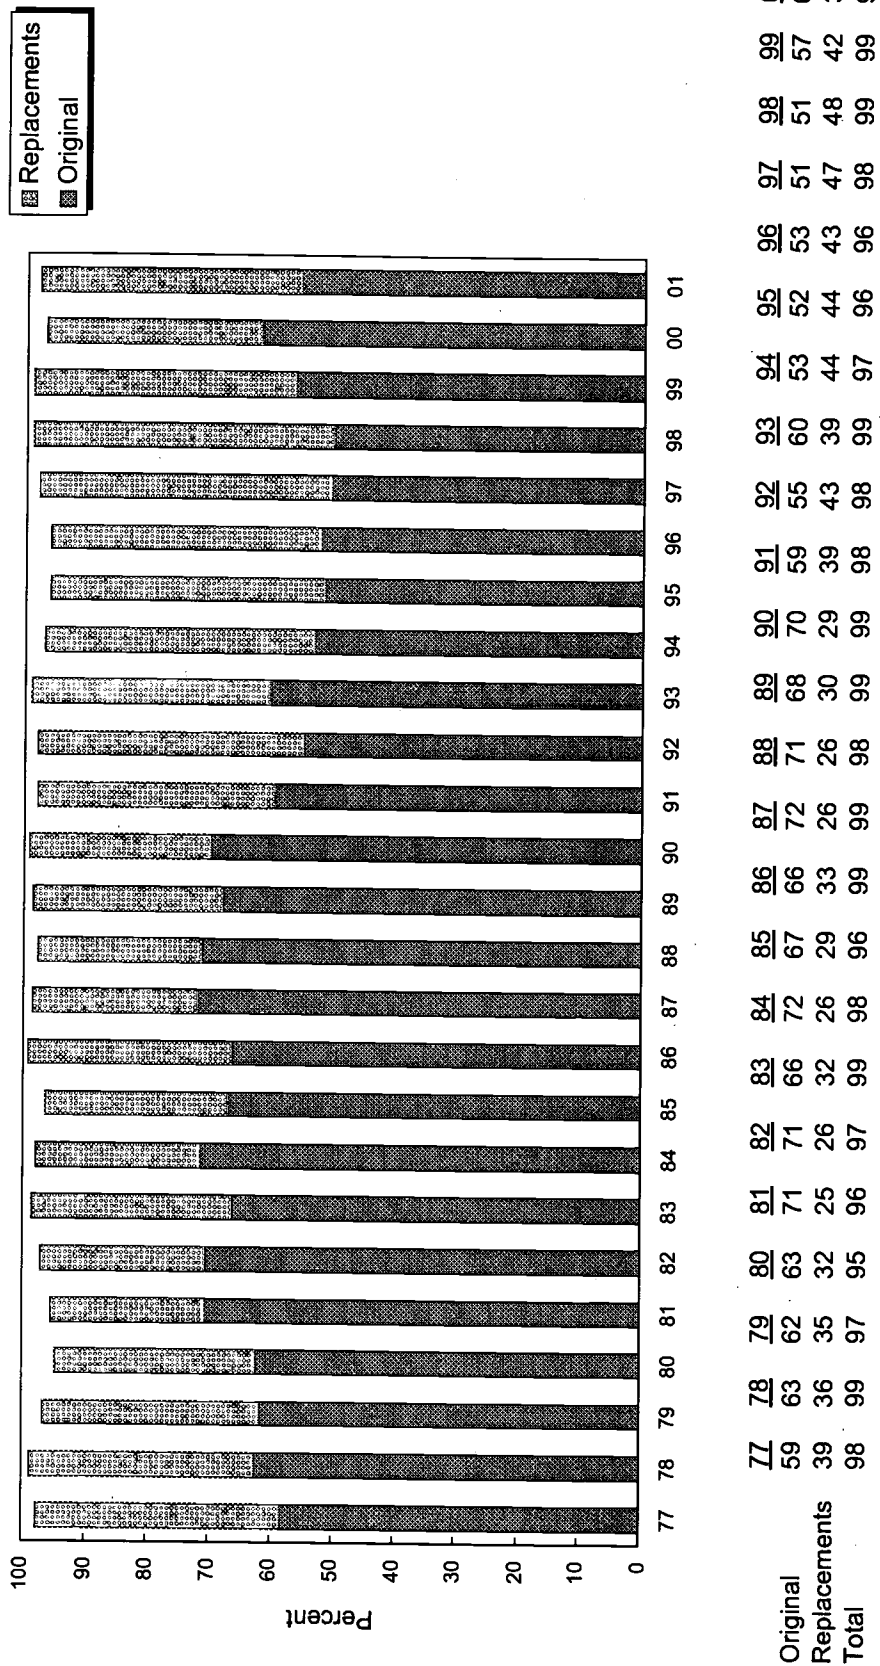 Replacements
Original
100
90
80
70
60
50
40
30
20
10
0
Percent
77 78 79 80 81 82 83 84 85 86 87 88 89 90 91 92 93 94 95 96 97 98 99 00 01
77 78 79 80 81 82 83 84 85 86 87 88 89 90 91 92 93 94 95 96 97 98 99
Original 59 63 62 63 71 71 66 72 67 66 72 71 68 70 59 55 60 53 52 53 51 51 57
Replacements 39 36 35 32 25 26 32 26 29 33 26 26 30 29 39 43 39 44 44 43 47 48 42
Total 98 99 97 95 96 97 99 98 96 99 99 98 99 99 98 98 99 97 96 96 98 99 99